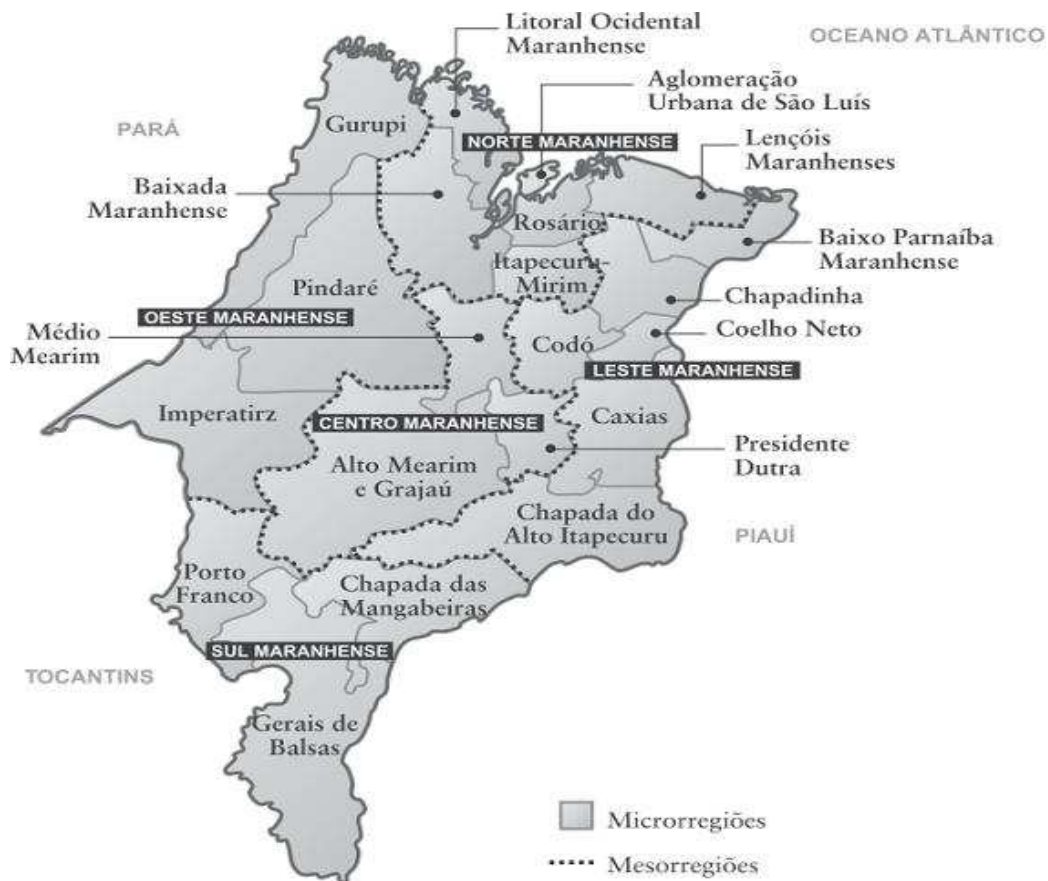 Litoral Ocidental
Maranhense
OCEANO ATLÂNTICO
Aglomeração
Urbana de São Luís
PARÁ
Gurupi
NORTE MARANHENSE
Lençóis
Maranhenses
Baixada
Maranhense
Rosário
Baixo Parnaíba
Maranhense
Itapecuru-
Mirim
Pindaré
Chapadinha
OESTE MARANHENSE
Médio
Mearim
Coelho Neto
Codó
LESTE MARANHENSE
Imperatirz
CENTRO MARANHENSE
Caxias
Presidente
Dutra
Alto Mearim
e Grajaú
Chapada do
Alto Itapecuru
PIAUÍ
Porto
Franco
Chapada das
Mangabeiras
SUL MARANHENSE
TOCANTINS
Gerais de
Balsas
Microrregiões
Mesorregiões